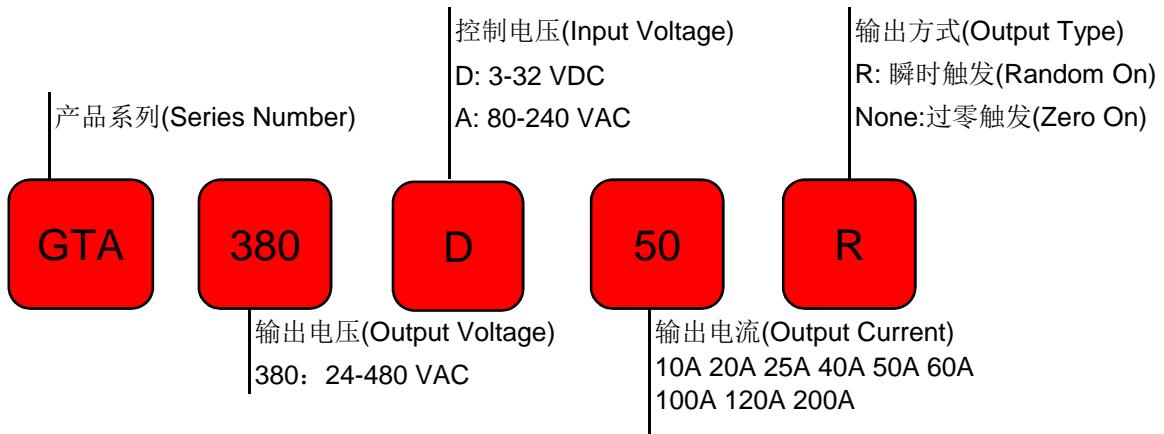 控制电压(Input Voltage)
D: 3-32 VDC
A: 80-240 VAC
输出方式(Output Type)
R: 瞬时触发(Random On)
None:过零触发(Zero On)
产品系列(Series Number)
GTA
380
D
50
R
输出电压(Output Voltage)
380：24-480 VAC
输出电流(Output Current)
10A 20A 25A 40A 50A 60A
100A 120A 200A